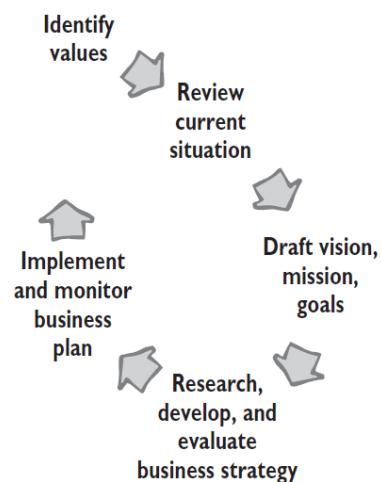 Identify
values
Review
current
situation
Draft vision,
mission,
goals
Research,
develop, and
evaluate
business strategy
Implement
and monitor
business
plan